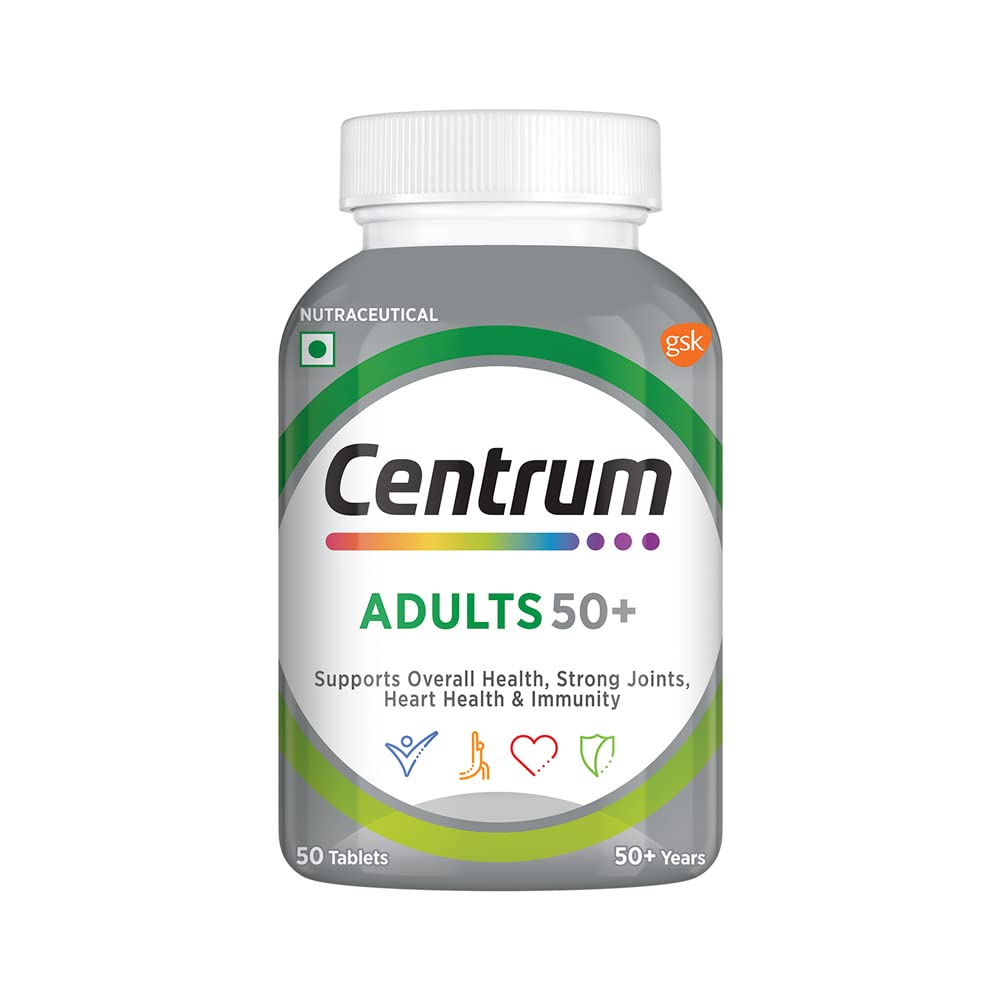 NUTRACEUTICAL
gsk
Centrum
ADULTS 50+
Supports Overall Health, Strong Joints,
Heart Health & Immunity
50 Tablets
50+ Years